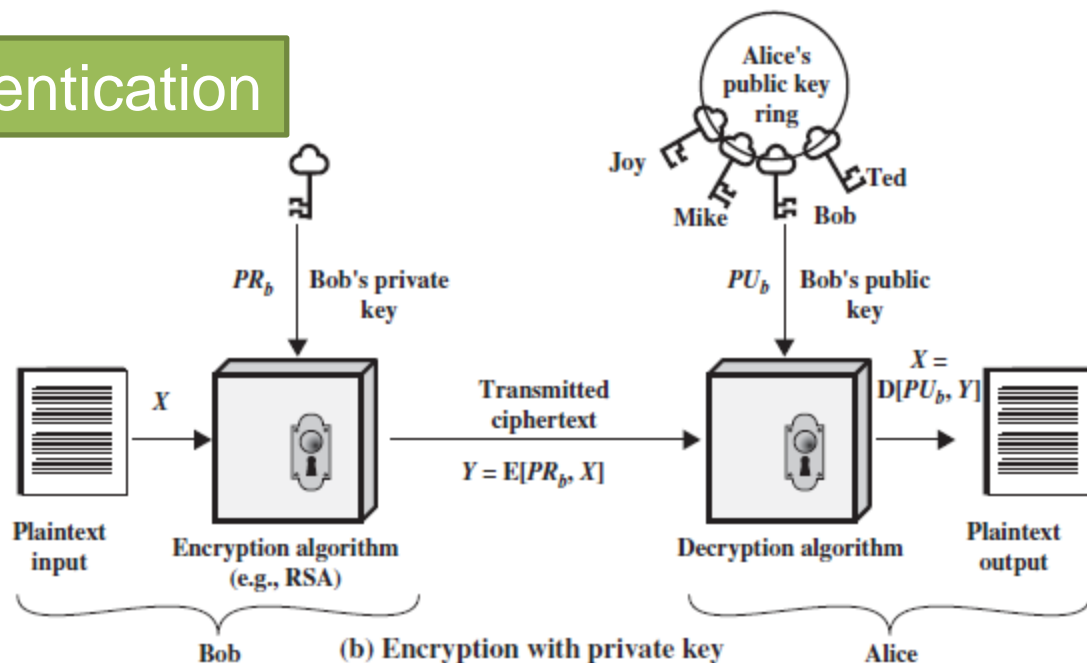 entication
Alice's
public key
ring
Joy
Mike
Bob
Ted
PR_b
Bob's private
key
PU_b
Bob's public
key
X
Transmitted
ciphertext
Y = E[PR_b, X]
X =
D[PU_b, Y]
Plaintext
input
Encryption algorithm
(e.g., RSA)
Decryption algorithm
Plaintext
output
Bob
(b) Encryption with private key
Alice